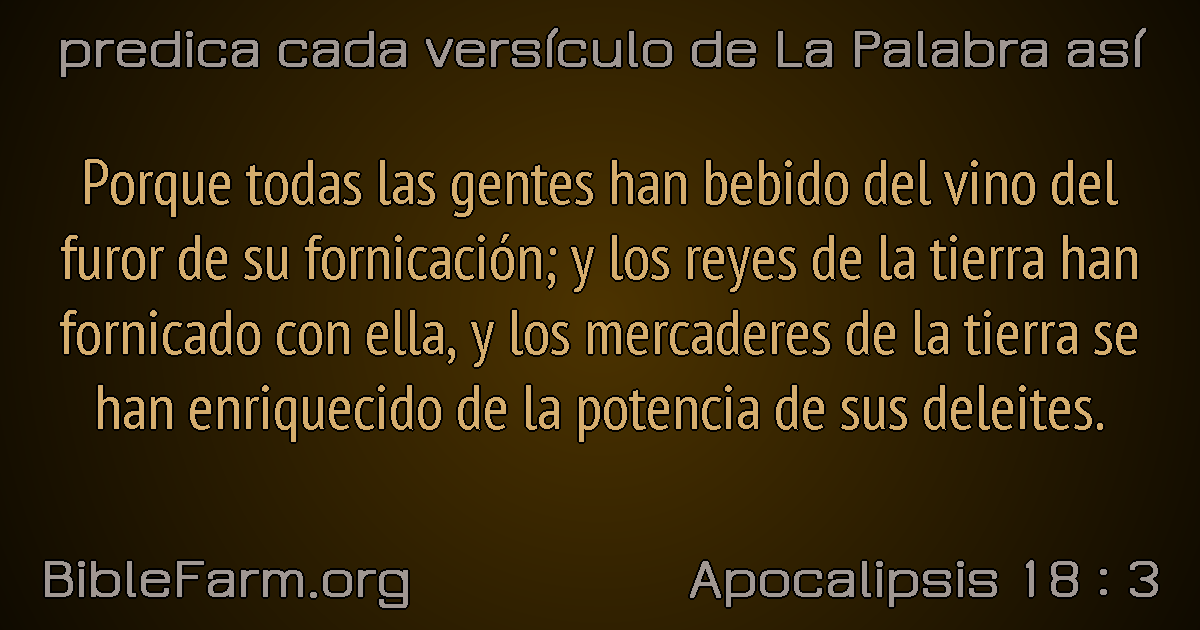 predica cada versículo de La Palabra así
Porque todas las gentes han bebido del vino del
furor de su fornicación; y los reyes de la tierra han
fornicado con ella, y los mercaderes de la tierra se
han enriquecido de la potencia de sus deleites.
BibleFarm.org
Apocalipsis 18 : 3